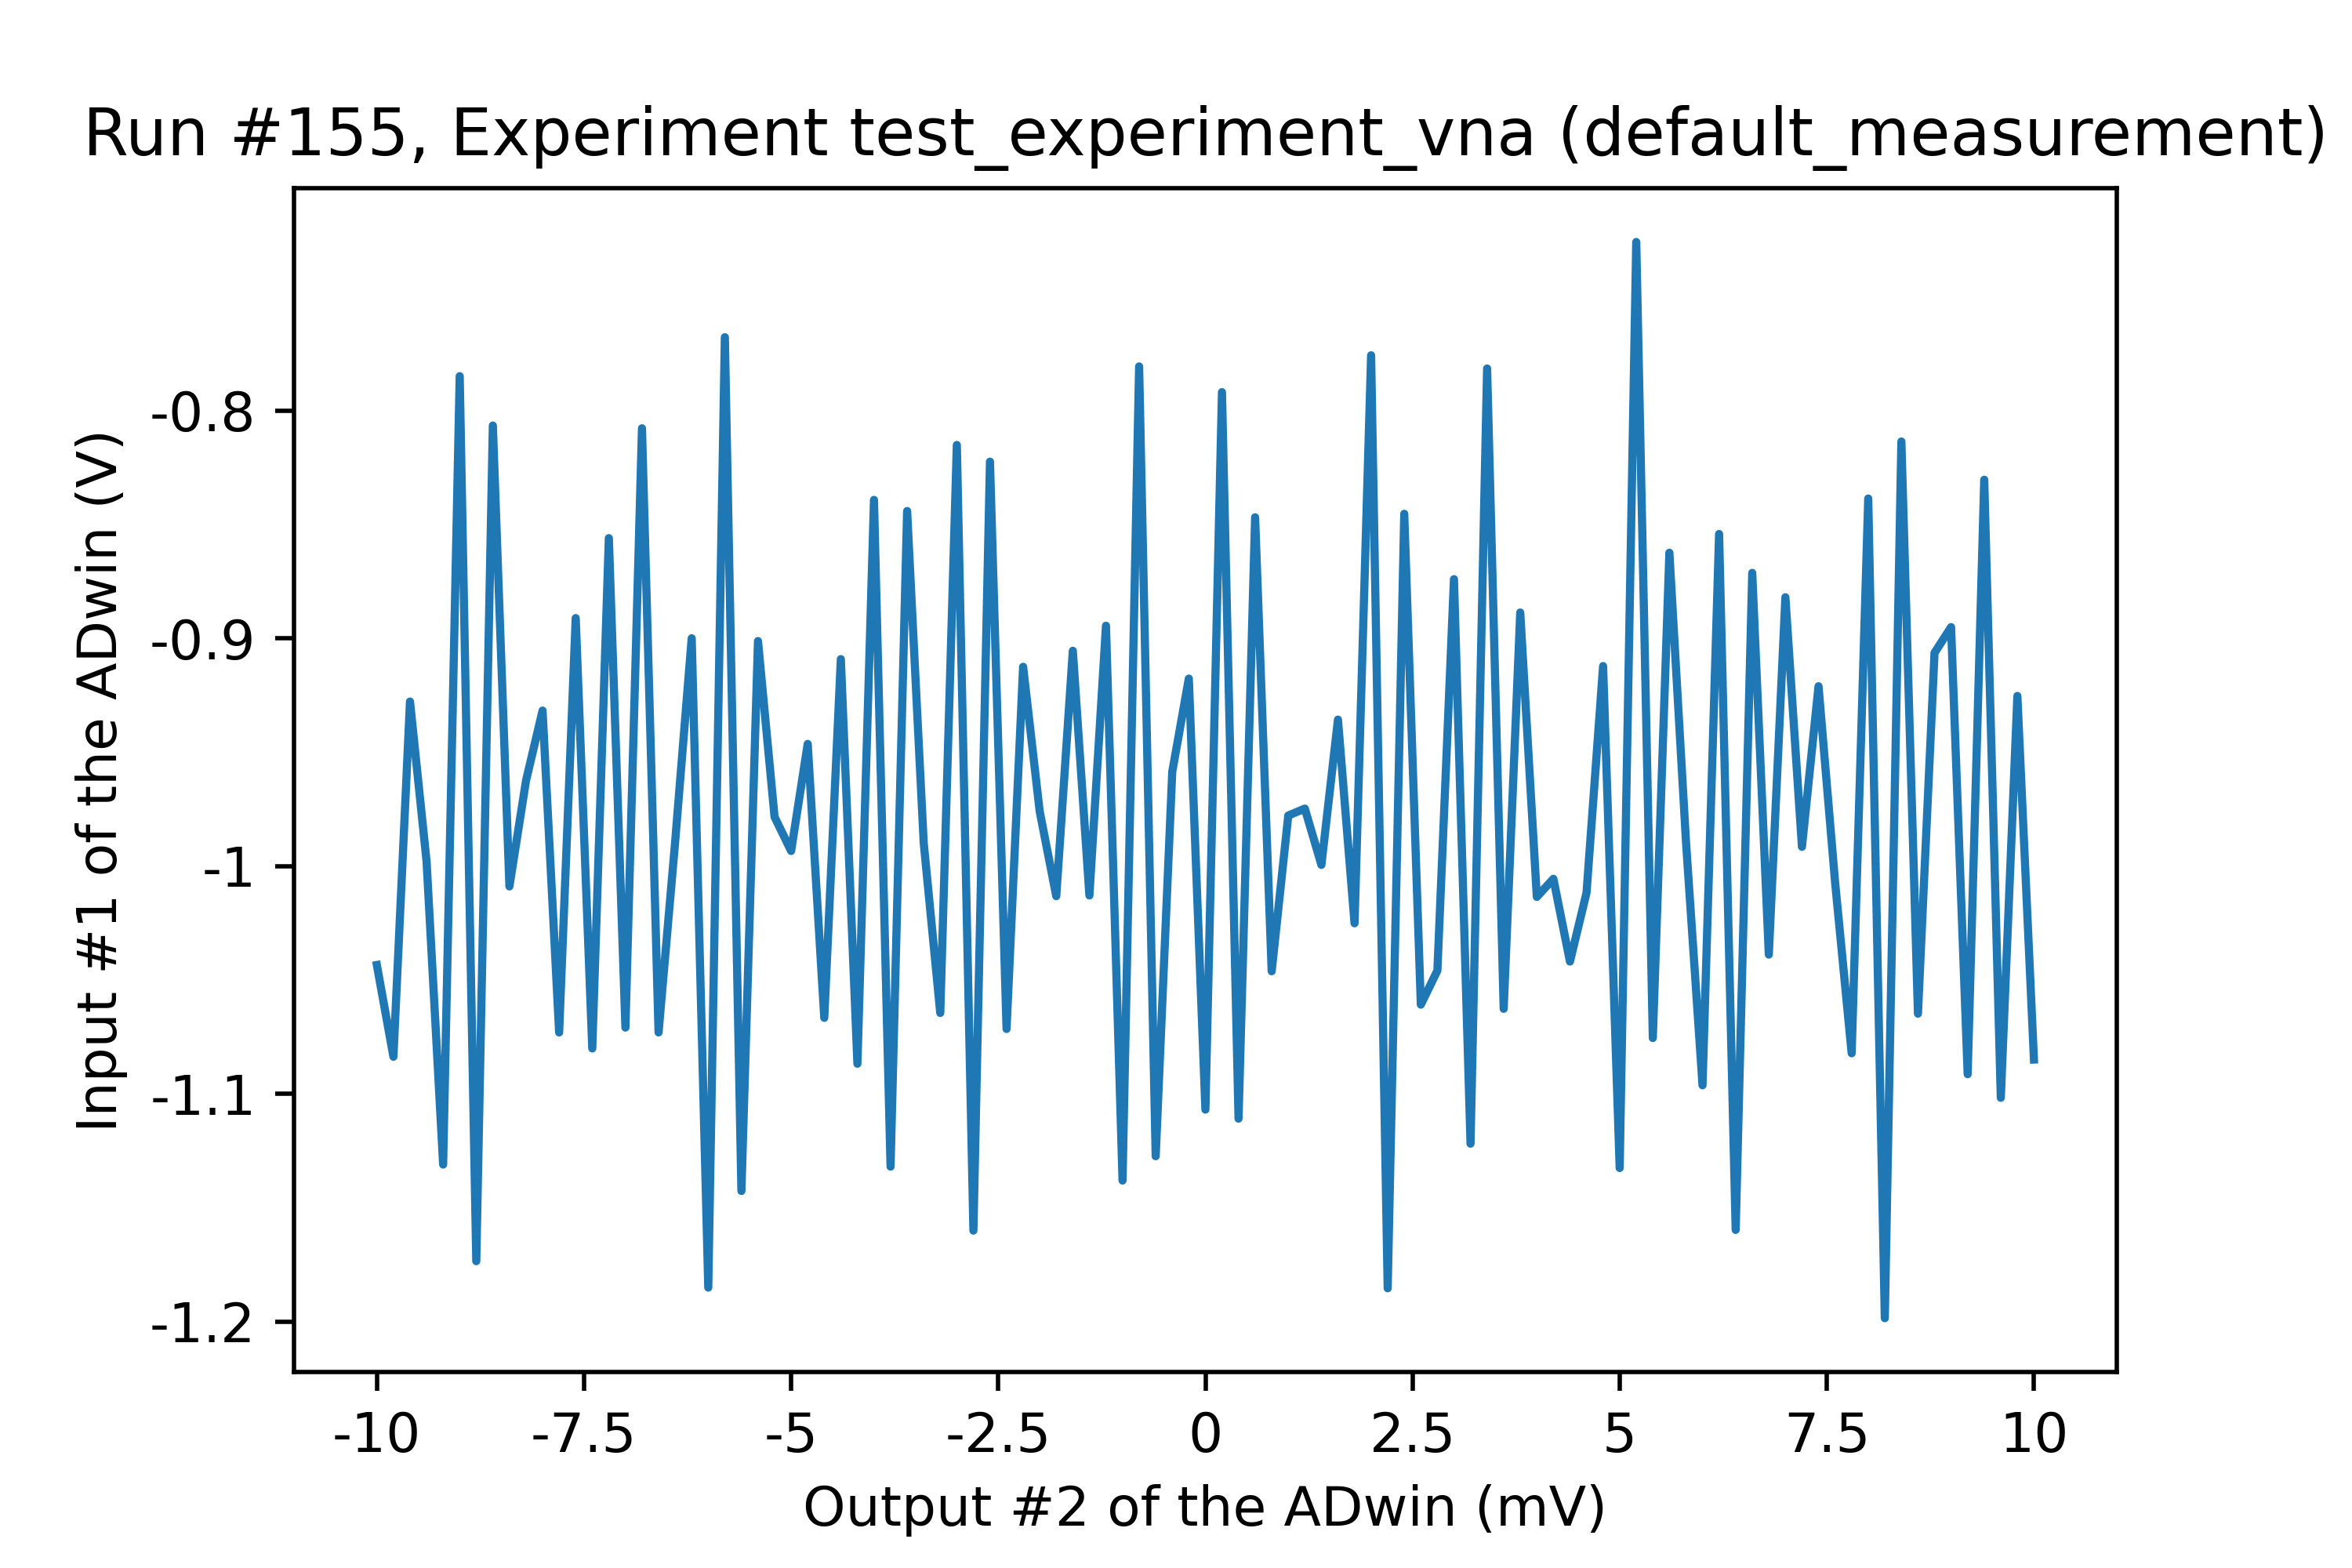 Run #155, Experiment test_experiment_vna (default_measurement)
Input #1 of the ADwin (V)
-0.8
-0.9
-1
-1.1
-1.2
-10 -7.5 -5 -2.5 0 2.5 5 7.5 10
Output #2 of the ADwin (mV)